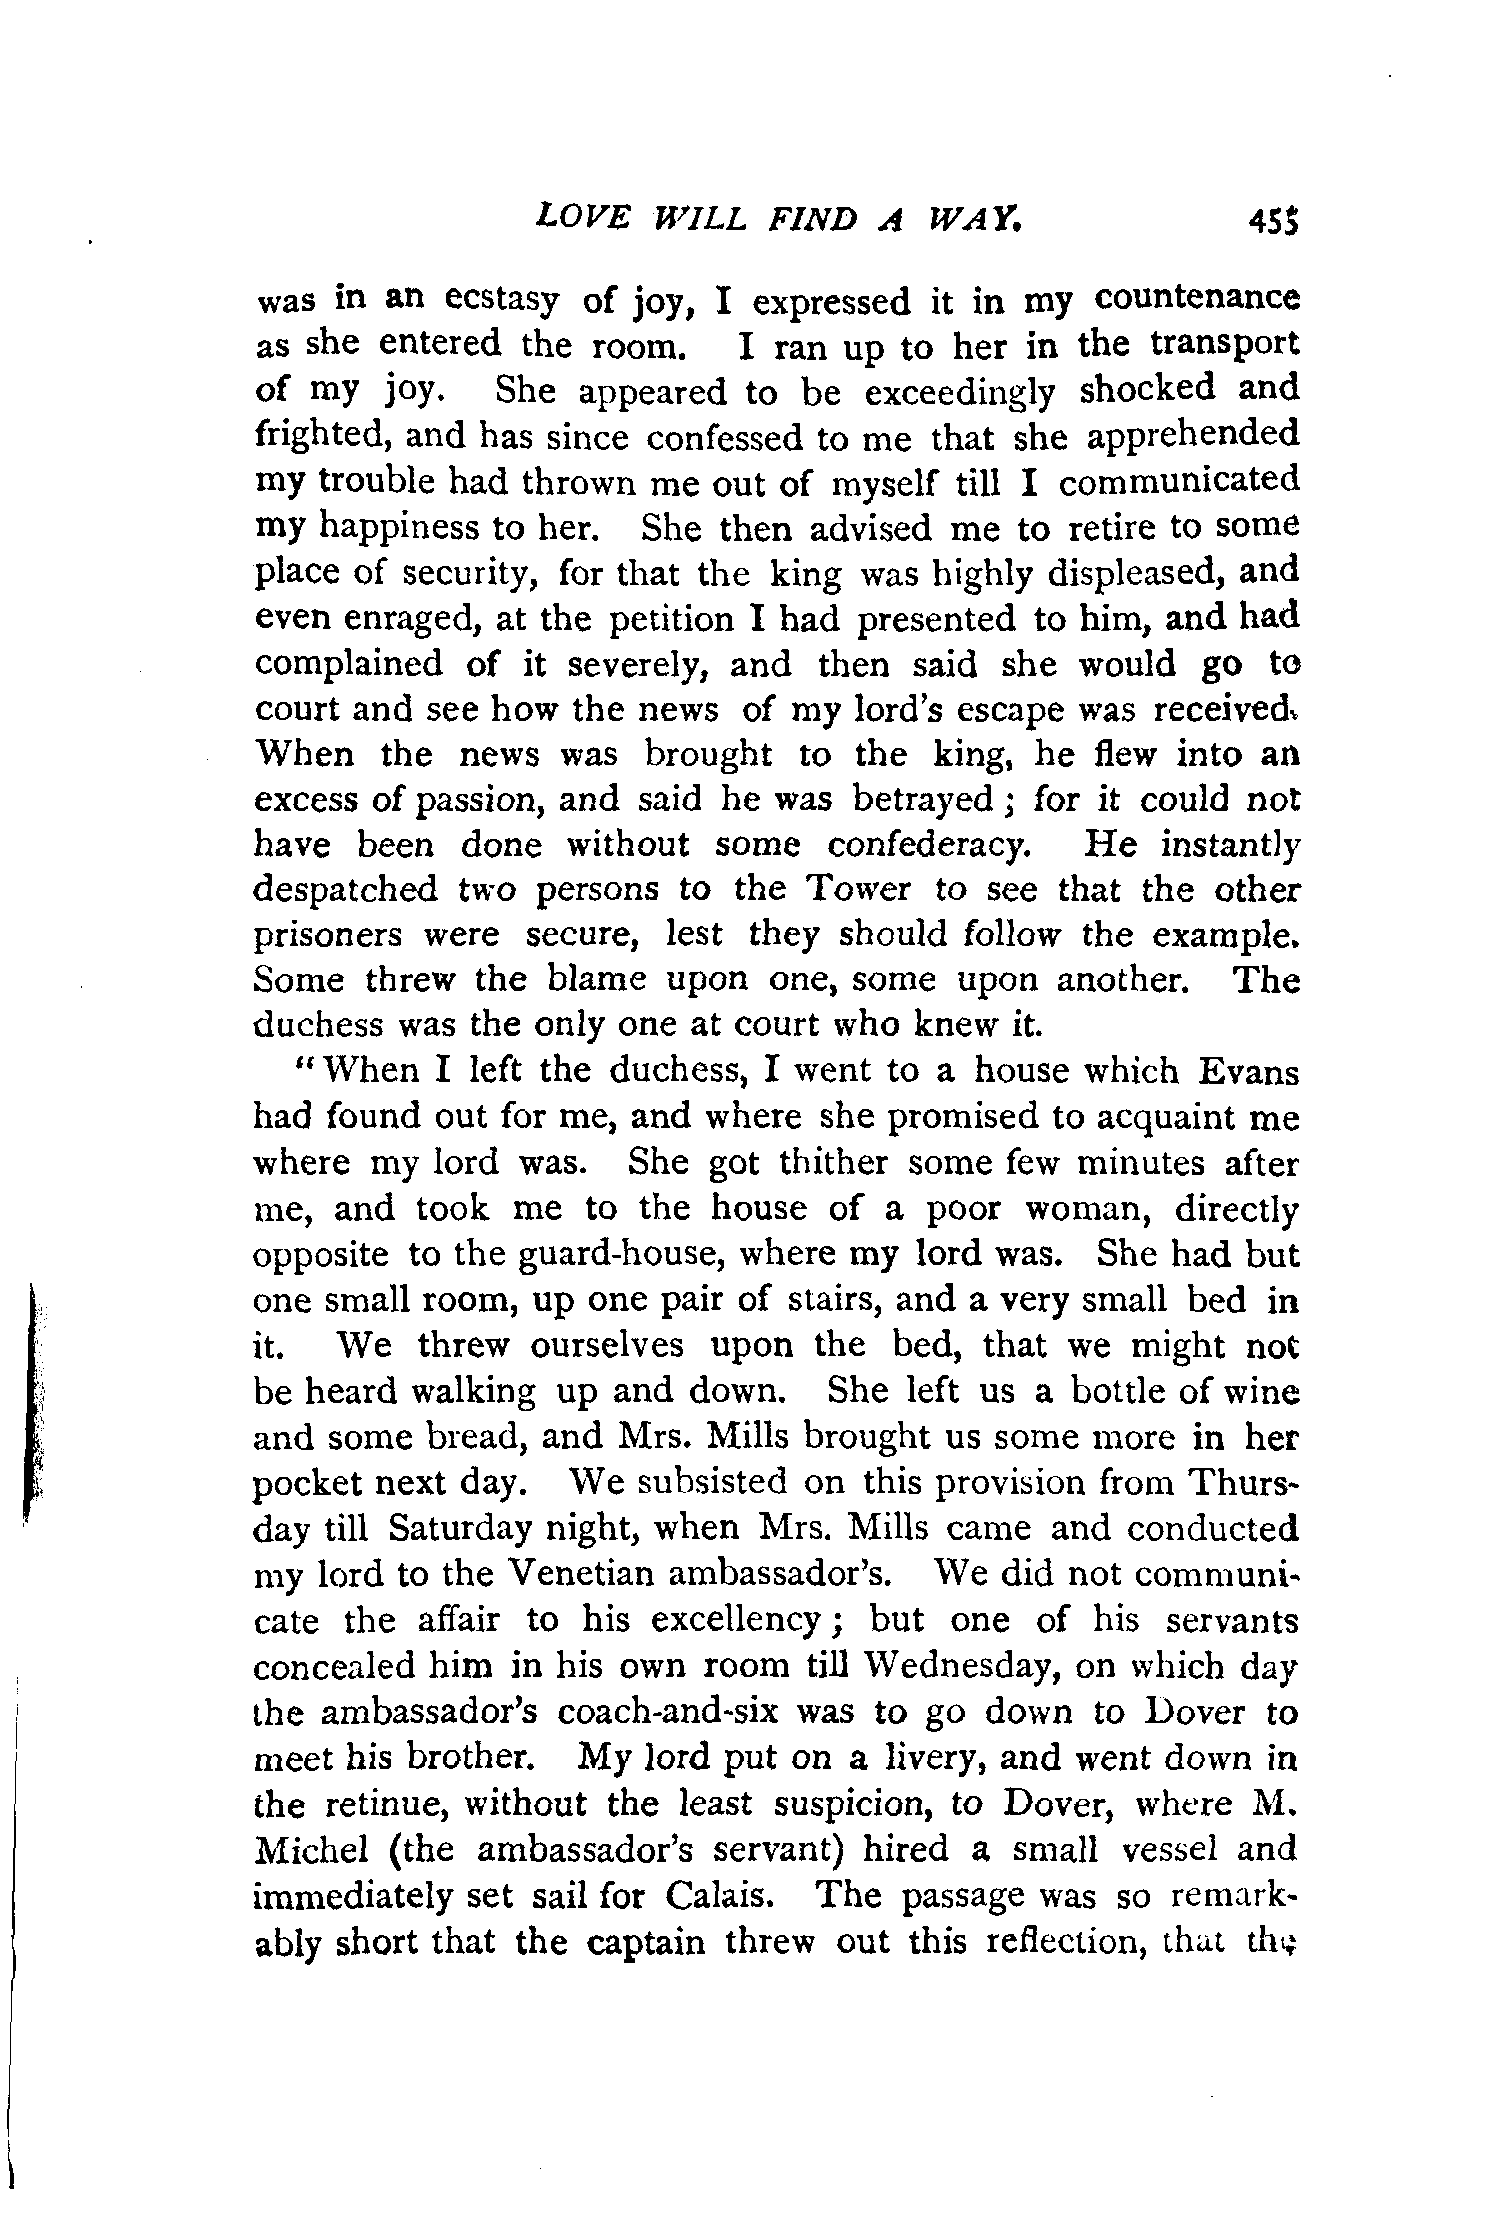 LOVE WILL FIND A WAY. 455
was in an ecstasy of joy, I expressed it in my countenance
as she entered the room. I ran up to her in the transport
of my joy. She appeared to be exceedingly shocked and
frighted, and has since confessed to me that she apprehended
my trouble had thrown me out of myself till I communicated
my happiness to her. She then advised me to retire to some
place of security, for that the king was highly displeased, and
even enraged, at the petition I had presented to him, and had
complained of it severely, and then said she would go to
court and see how the news of my lord's escape was received.
When the news was brought to the king, he flew into an
excess of passion, and said he was betrayed ; for it could not
have been done without some confederacy. He instantly
despatched two persons to the Tower to see that the other
prisoners were secure, lest they should follow the example.
Some threw the blame upon one, some upon another. The
duchess was the only one at court who knew it.
"When I left the duchess, I went to a house which Evans
had found out for me, and where she promised to acquaint me
where my lord was. She got thither some few minutes after
me, and took me to the house of a poor woman, directly
opposite to the guard-house, where my lord was. She had but
one small room, up one pair of stairs, and a very small bed in
it. We threw ourselves upon the bed, that we might not
be heard walking up and down. She left us a bottle of wine
and some bread, and Mrs. Mills brought us some more in her
pocket next day. We subsisted on this provision from Thurs-
day till Saturday night, when Mrs. Mills came and conducted
my lord to the Venetian ambassador's. We did not communi-
cate the affair to his excellency ; but one of his servants
concealed him in his own room till Wednesday, on which day
the ambassador's coach-and-six was to go down to Dover to
meet his brother. My lord put on a livery, and went down in
the retinue, without the least suspicion, to Dover, where M.
Michel (the ambassador's servant) hired a small vessel and
immediately set sail for Calais. The passage was so remark-
ably short that the captain threw out this reflection, that the